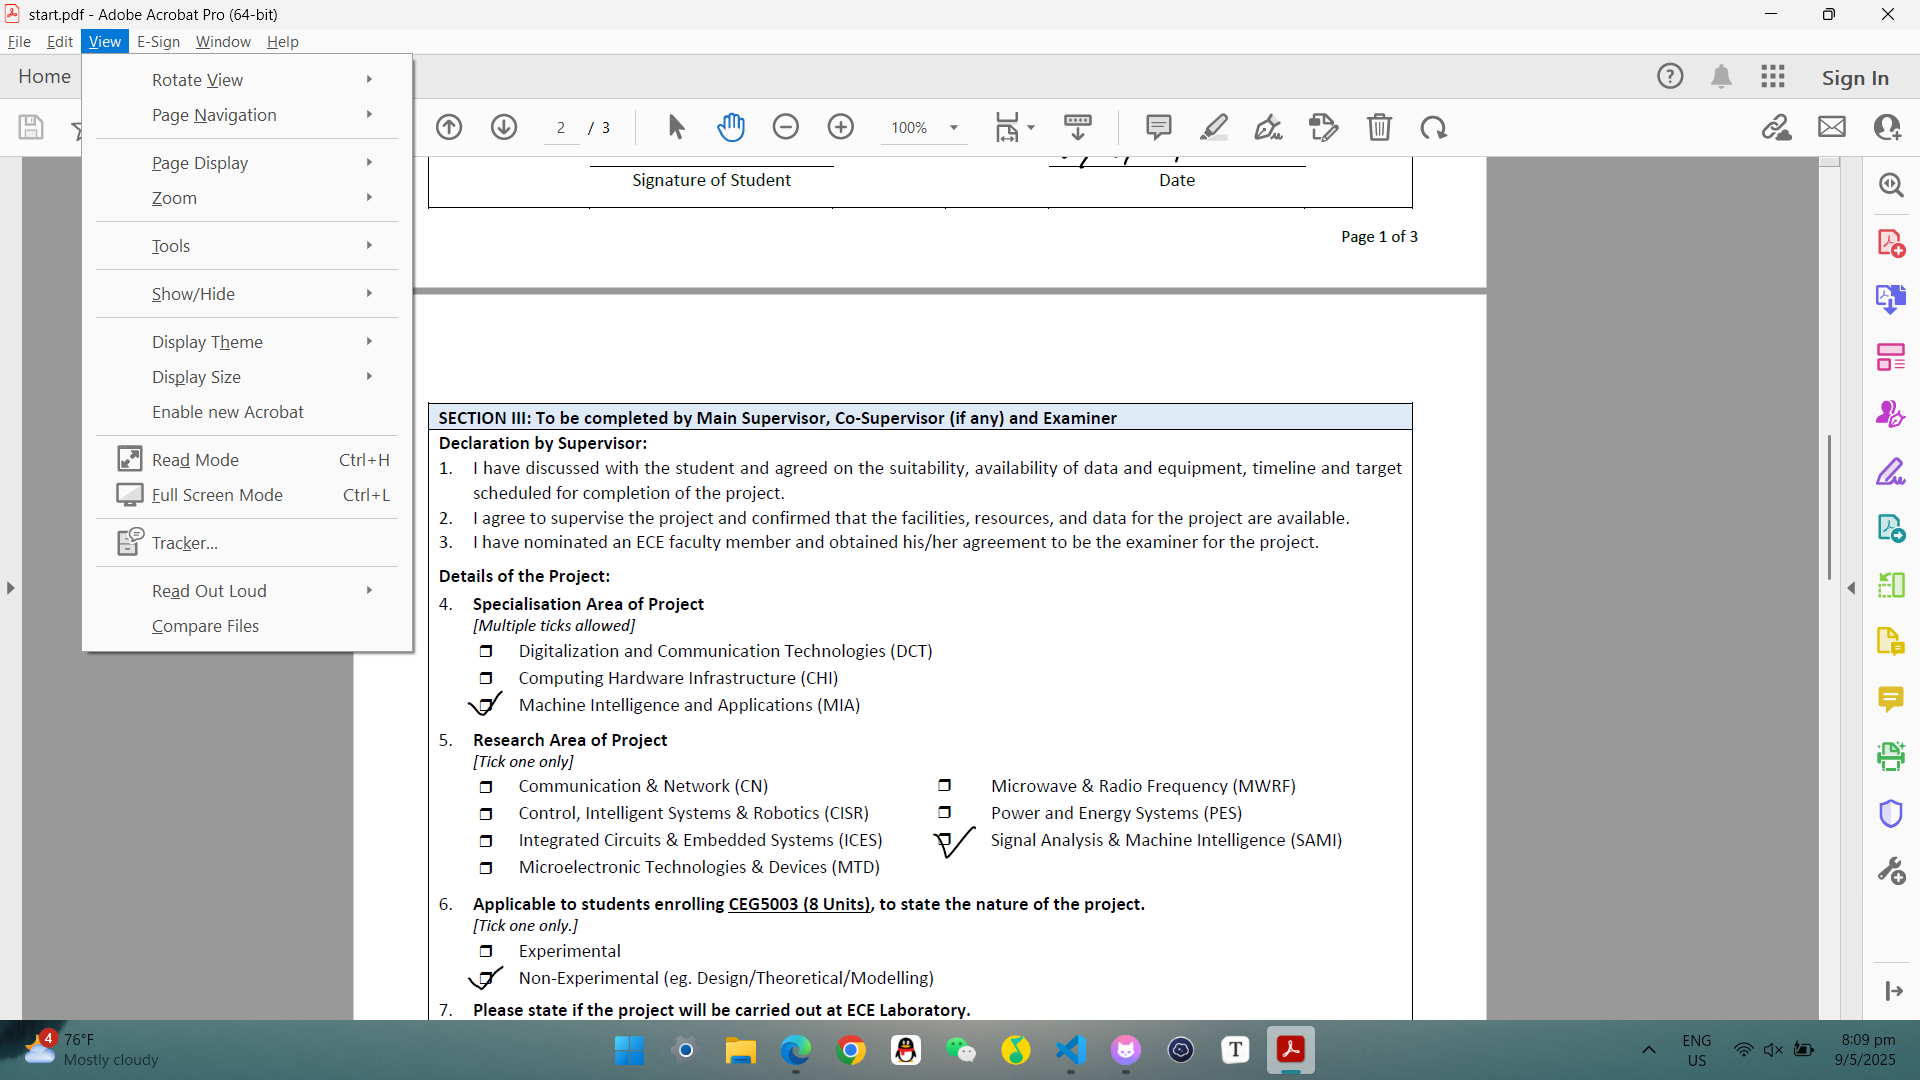 start.pdf - Adobe Acrobat Pro (64-bit)
File Edit View E-Sign Window Help
Home
Sign In
2 / 3
100%
Rotate View
Page Navigation
Page Display
Zoom
Tools
Show/Hide
Display Theme
Display Size
Enable new Acrobat
Read Mode Ctrl+H
Full Screen Mode Ctrl+L
Tracker...
Read Out Loud
Compare Files
Signature of Student Date
Page 1 of 3
SECTION III: To be completed by Main Supervisor, Co-Supervisor (if any) and Examiner
Declaration by Supervisor:
1. I have discussed with the student and agreed on the suitability, availability of data and equipment, timeline and target
scheduled for completion of the project.
2. I agree to supervise the project and confirmed that the facilities, resources, and data for the project are available.
3. I have nominated an ECE faculty member and obtained his/her agreement to be the examiner for the project.
Details of the Project:
4. Specialisation Area of Project
[Multiple ticks allowed]
Digitalization and Communication Technologies (DCT)
Computing Hardware Infrastructure (CHI)
Machine Intelligence and Applications (MIA)
5. Research Area of Project
[Tick one only]
Communication & Network (CN) Microwave & Radio Frequency (MWRF)
Control, Intelligent Systems & Robotics (CISR) Power and Energy Systems (PES)
Integrated Circuits & Embedded Systems (ICES) Signal Analysis & Machine Intelligence (SAMI)
Microelectronic Technologies & Devices (MTD)
6. Applicable to students enrolling CEG5003 (8 Units), to state the nature of the project.
[Tick one only.]
Experimental
Non-Experimental (eg. Design/Theoretical/Modelling)
7. Please state if the project will be carried out at ECE Laboratory.
4
76°F
Mostly cloudy
T
ENG
US
8:09 pm
9/5/2025